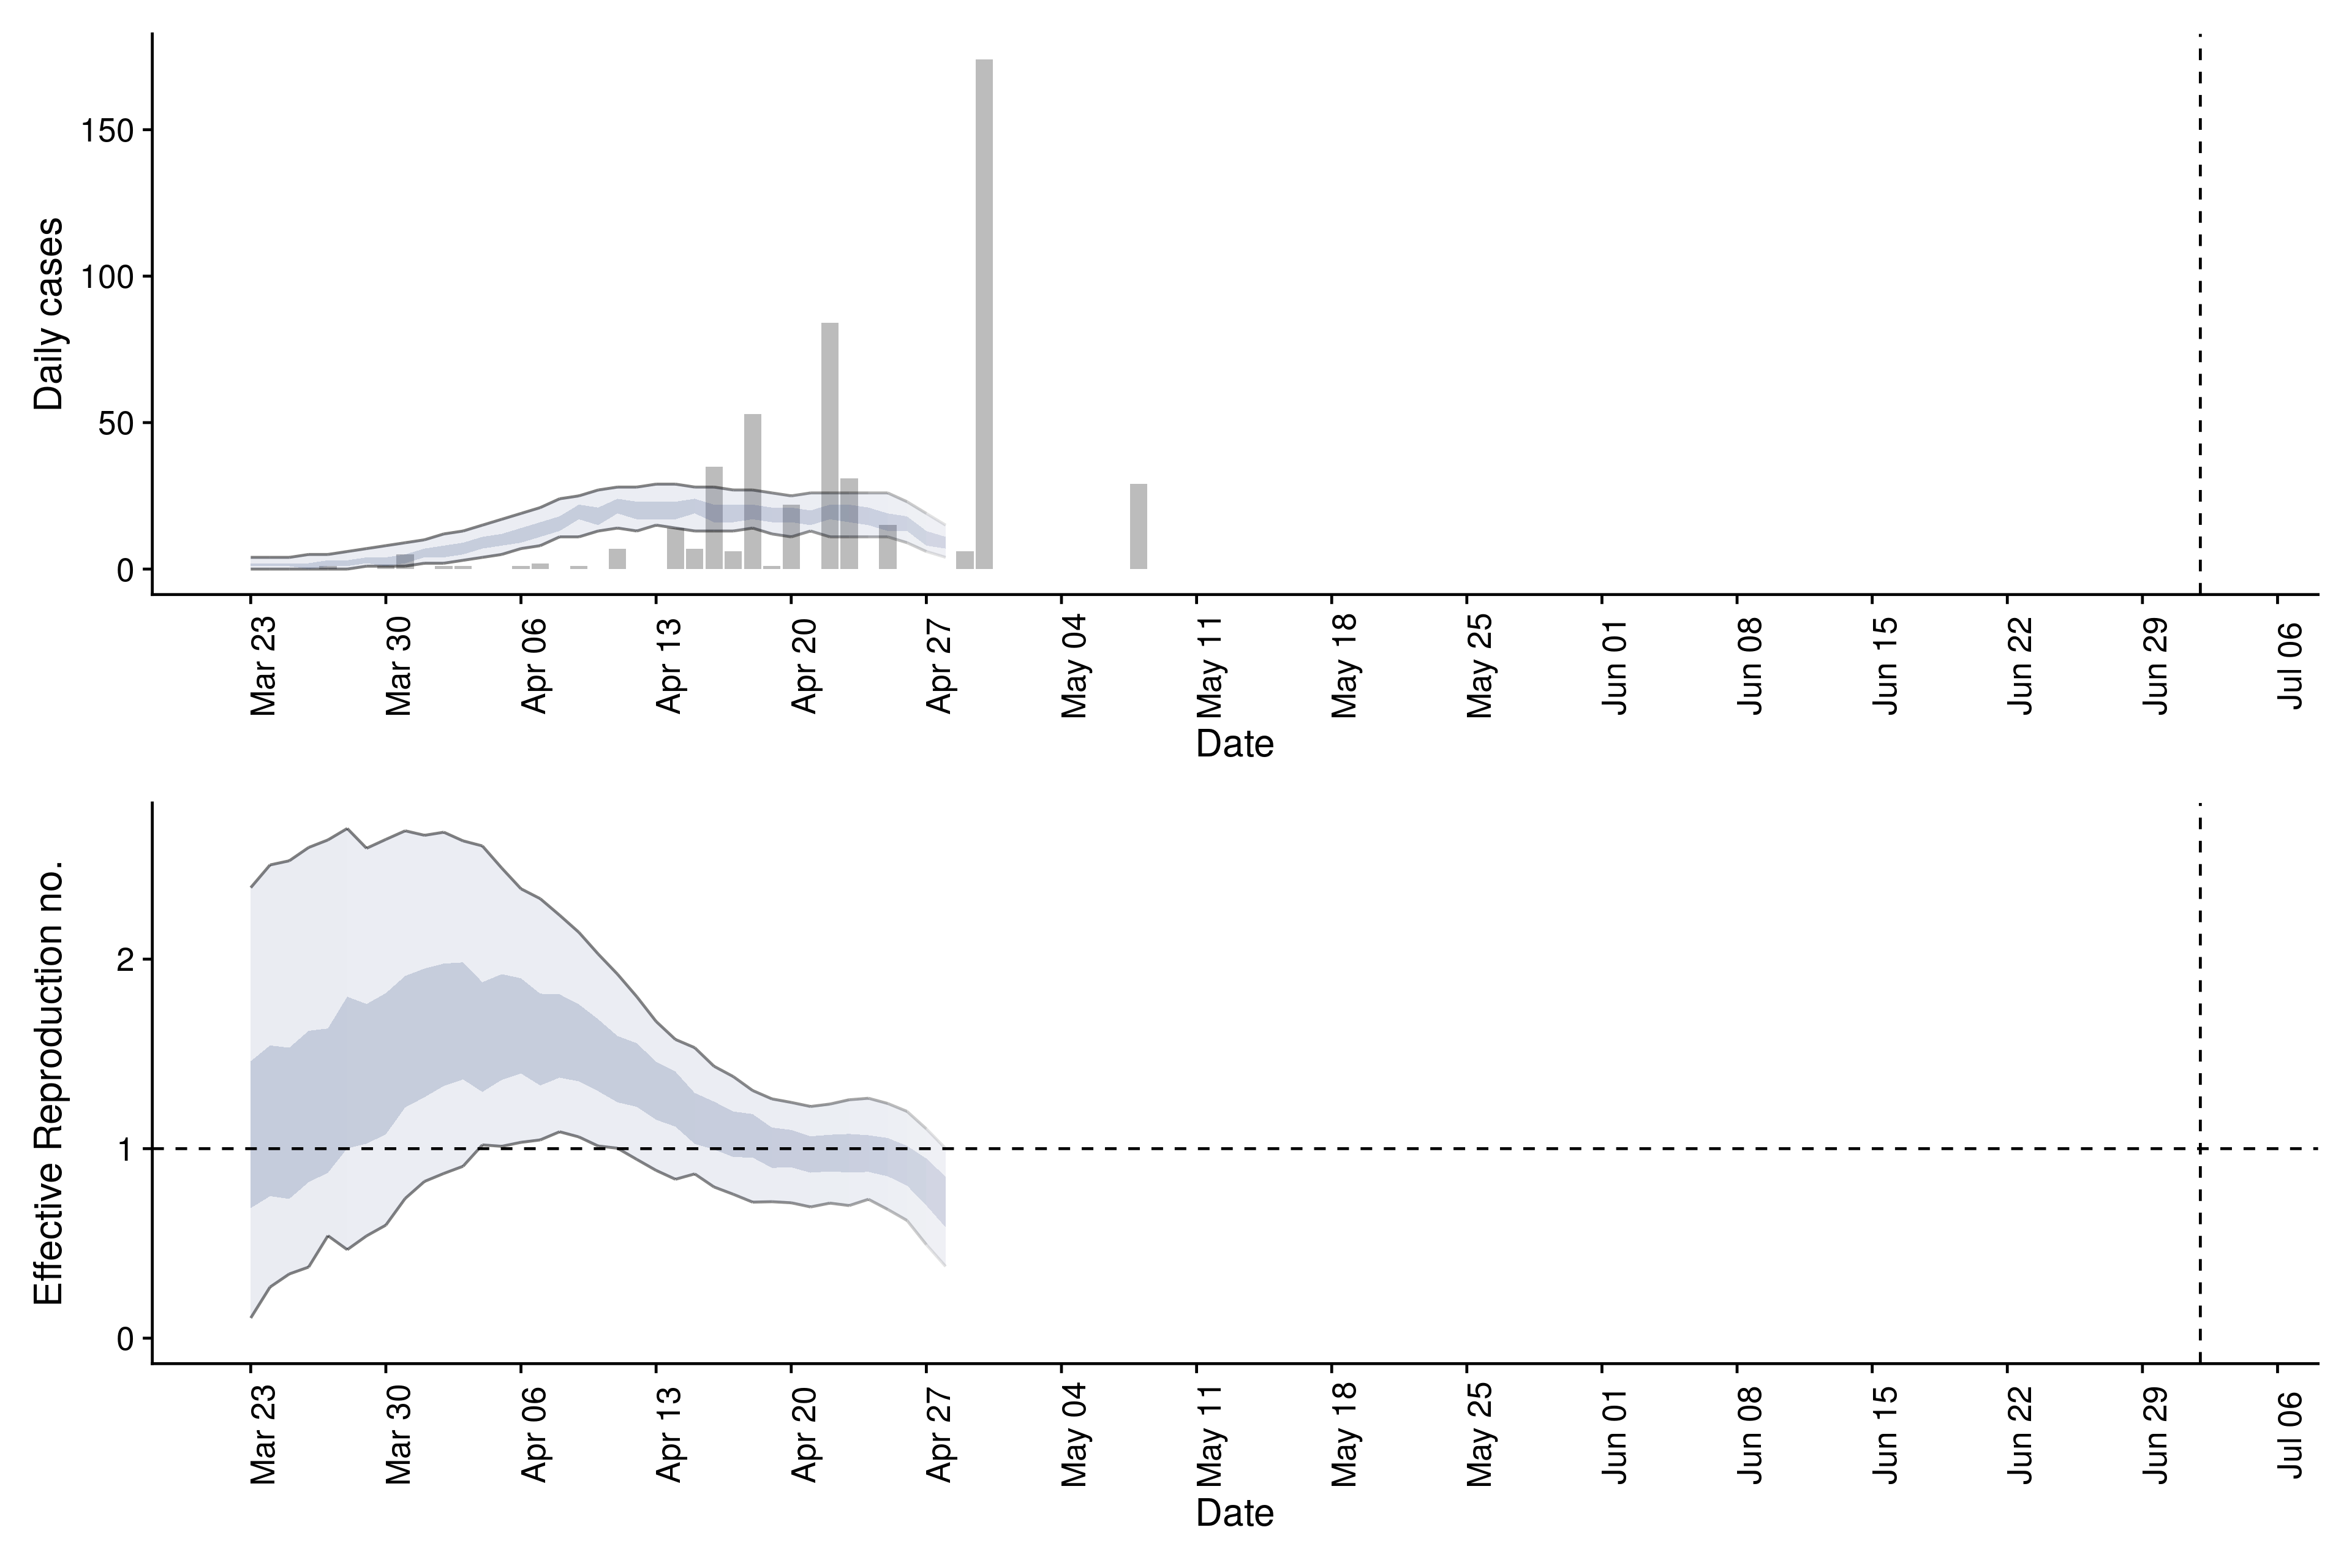 Daily cases
150
100
50
0
Mar 23
Mar 30
Apr 06
Apr 13
Apr 20
Apr 27
May 04
May 11
May 18
May 25
Jun 01
Jun 08
Jun 15
Jun 22
Jun 29
Jul 06
Date
Effective Reproduction no.
2
1
0
Mar 23
Mar 30
Apr 06
Apr 13
Apr 20
Apr 27
May 04
May 11
May 18
May 25
Jun 01
Jun 08
Jun 15
Jun 22
Jun 29
Jul 06
Date